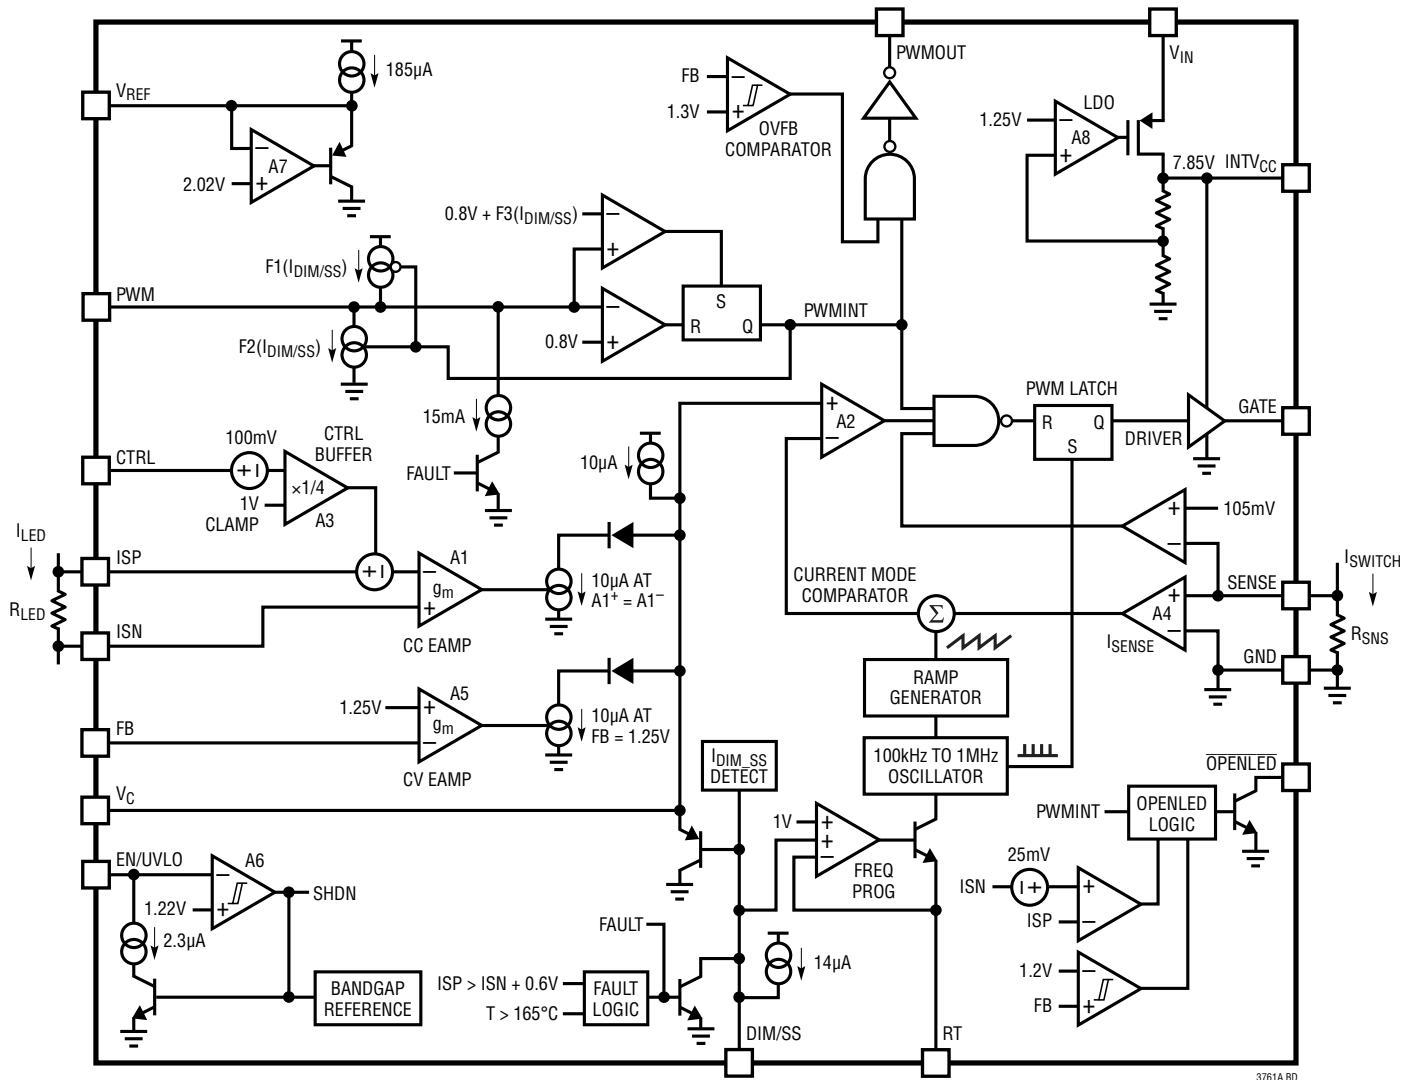 PWMOUT
VIN
185µA
VREF
A7
2.02V
FB
1.3V
OVFB
COMPARATOR
LDO
1.25V
A8
7.85V
INTVCC
0.8V + F3(IDIM/SS)
F1(IDIM/SS)
PWM
F2(IDIM/SS)
0.8V
S
R
Q
PWMINT
15mA
FAULT
100mV
CTRL
BUFFER
CTRL
×1/4
1V
CLAMP
A3
10µA
A2
PWM LATCH
R
Q
S
DRIVER
GATE
105mV
ILED
ISP
RLED
ISN
A1
gm
CC EAMP
10µA AT
A1+ = A1−
CURRENT MODE
COMPARATOR
Σ
ISENSE
A4
SENSE
ISWITCH
RSNS
GND
RAMP
GENERATOR
1.25V
A5
gm
FB
CV EAMP
10µA AT
FB = 1.25V
IDIM_SS
DETECT
100kHz TO 1MHz
OSCILLATOR
OPENLED
VC
PWMINT
OPENLED
LOGIC
1V
FREQ
PROG
EN/UVLO
A6
1.22V
SHDN
2.3µA
25mV
ISN
ISP
BANDGAP
REFERENCE
FAULT
ISP > ISN + 0.6V
T > 165°C
FAULT
LOGIC
14µA
1.2V
FB
DIM/SS
RT
3761A BD